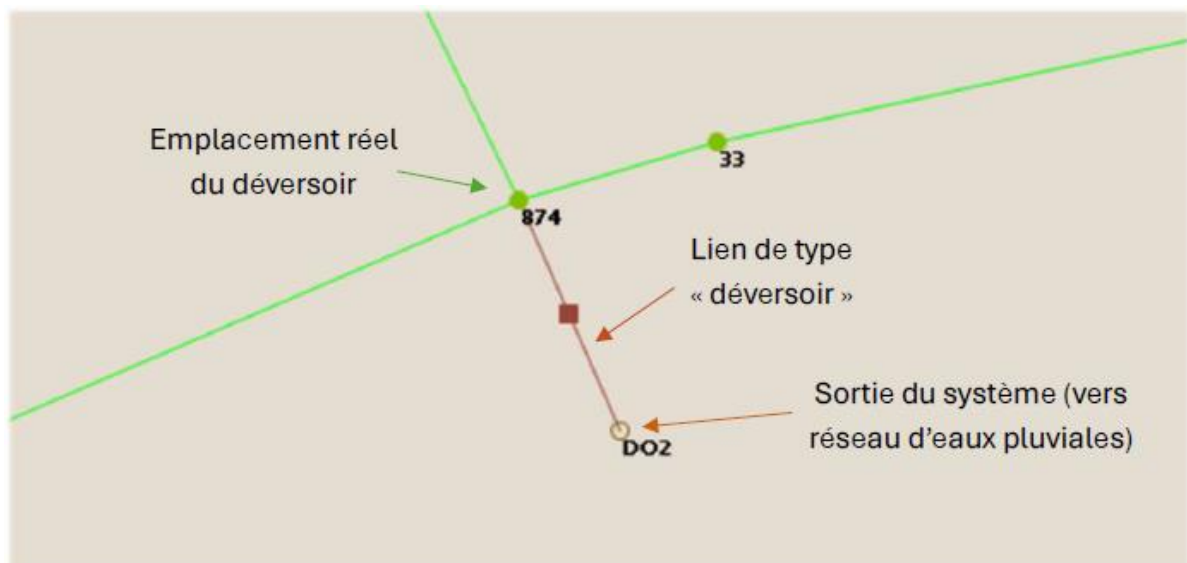 Emplacement réel
du déversoir
33
874
Lien de type
« déversoir »
Sortie du système (vers
réseau d’eaux pluviales)
DO2